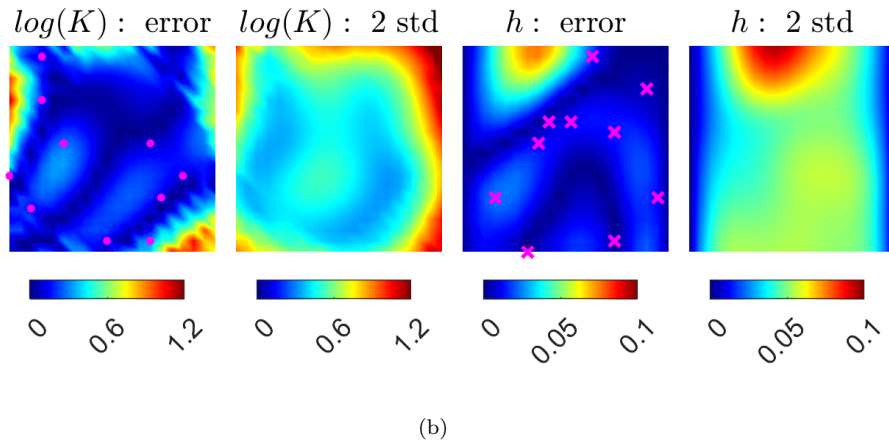 log(K) : error
log(K) : 2 std
h : error
h : 2 std
0 0.6 1.2
0 0.6 1.2
0 0.05 0.1
0 0.05 0.1
(b)